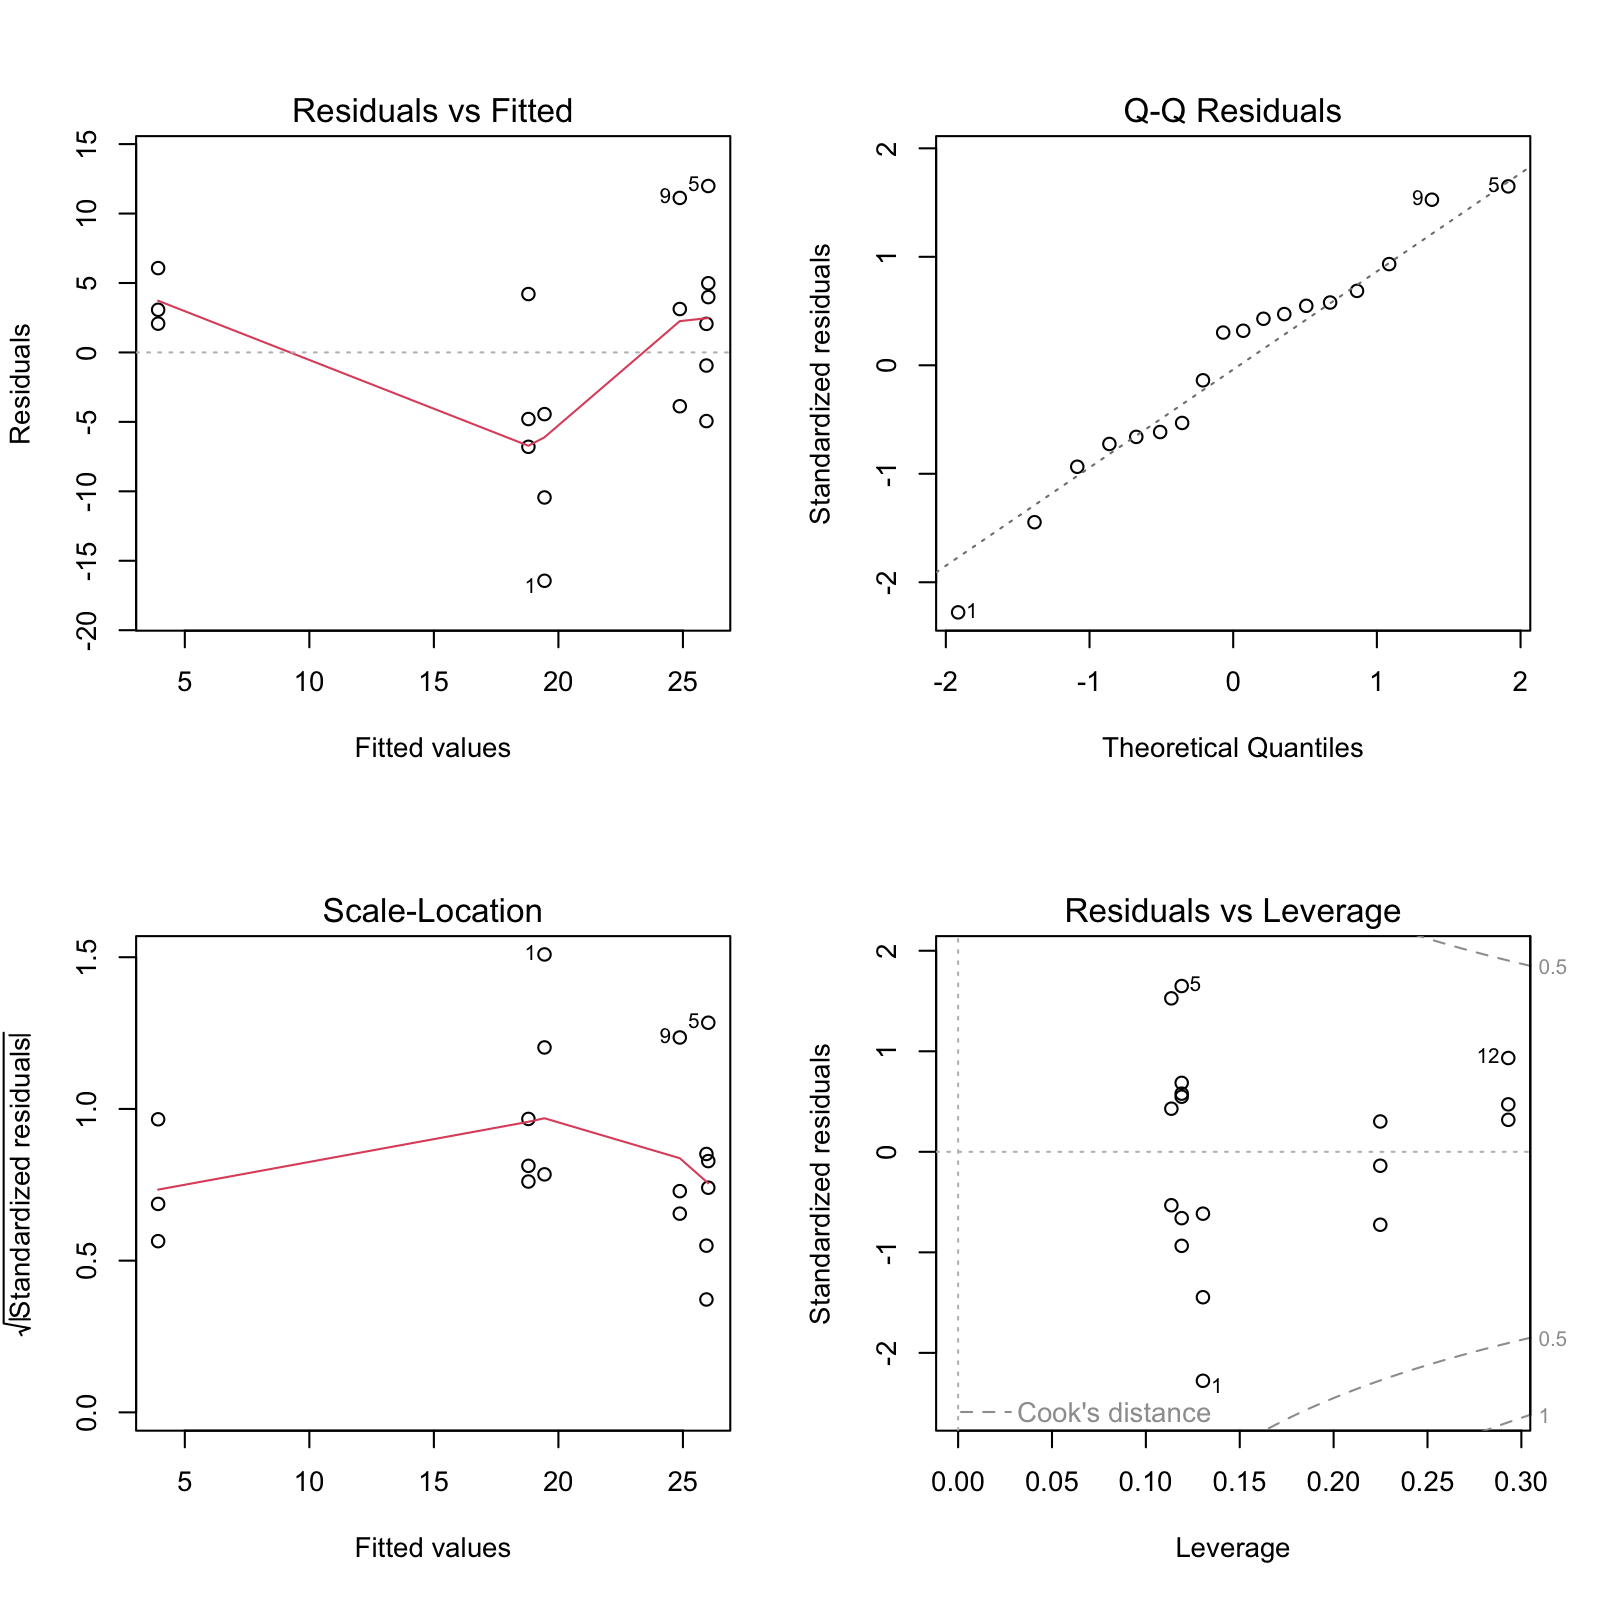 Residuals vs Fitted
Residuals
15
10
5
0
-5
-10
-15
-20
9
5
1
5 10 15 20 25
Fitted values
Q-Q Residuals
Standardized residuals
2
1
0
-1
-2
9
5
1
-2 -1 0 1 2
Theoretical Quantiles
Scale-Location
√|Standardized residuals|
1.5
1.0
0.5
0.0
1
9
5
5 10 15 20 25
Fitted values
Residuals vs Leverage
Standardized residuals
2
1
0
-1
-2
5
12
1
0.5
0.5
1
Cook's distance
0.00 0.05 0.10 0.15 0.20 0.25 0.30
Leverage